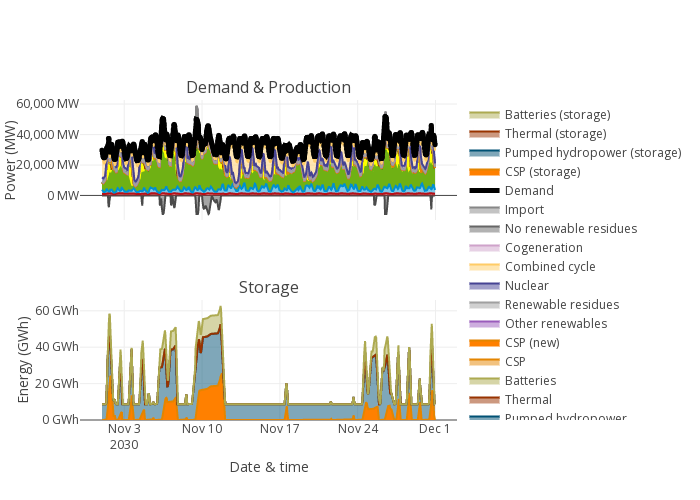 Demand & Production
60,000 MW
40,000 MW
20,000 MW
0 MW
Power (MW)
Storage
60 GWh
40 GWh
20 GWh
0 GWh
Energy (GWh)
Nov 3
2030
Nov 10
Nov 17
Nov 24
Dec 1
Date & time
Batteries (storage)
Thermal (storage)
Pumped hydropower (storage)
CSP (storage)
Demand
Import
No renewable residues
Cogeneration
Combined cycle
Nuclear
Renewable residues
Other renewables
CSP (new)
CSP
Batteries
Thermal
Pumped hydropower